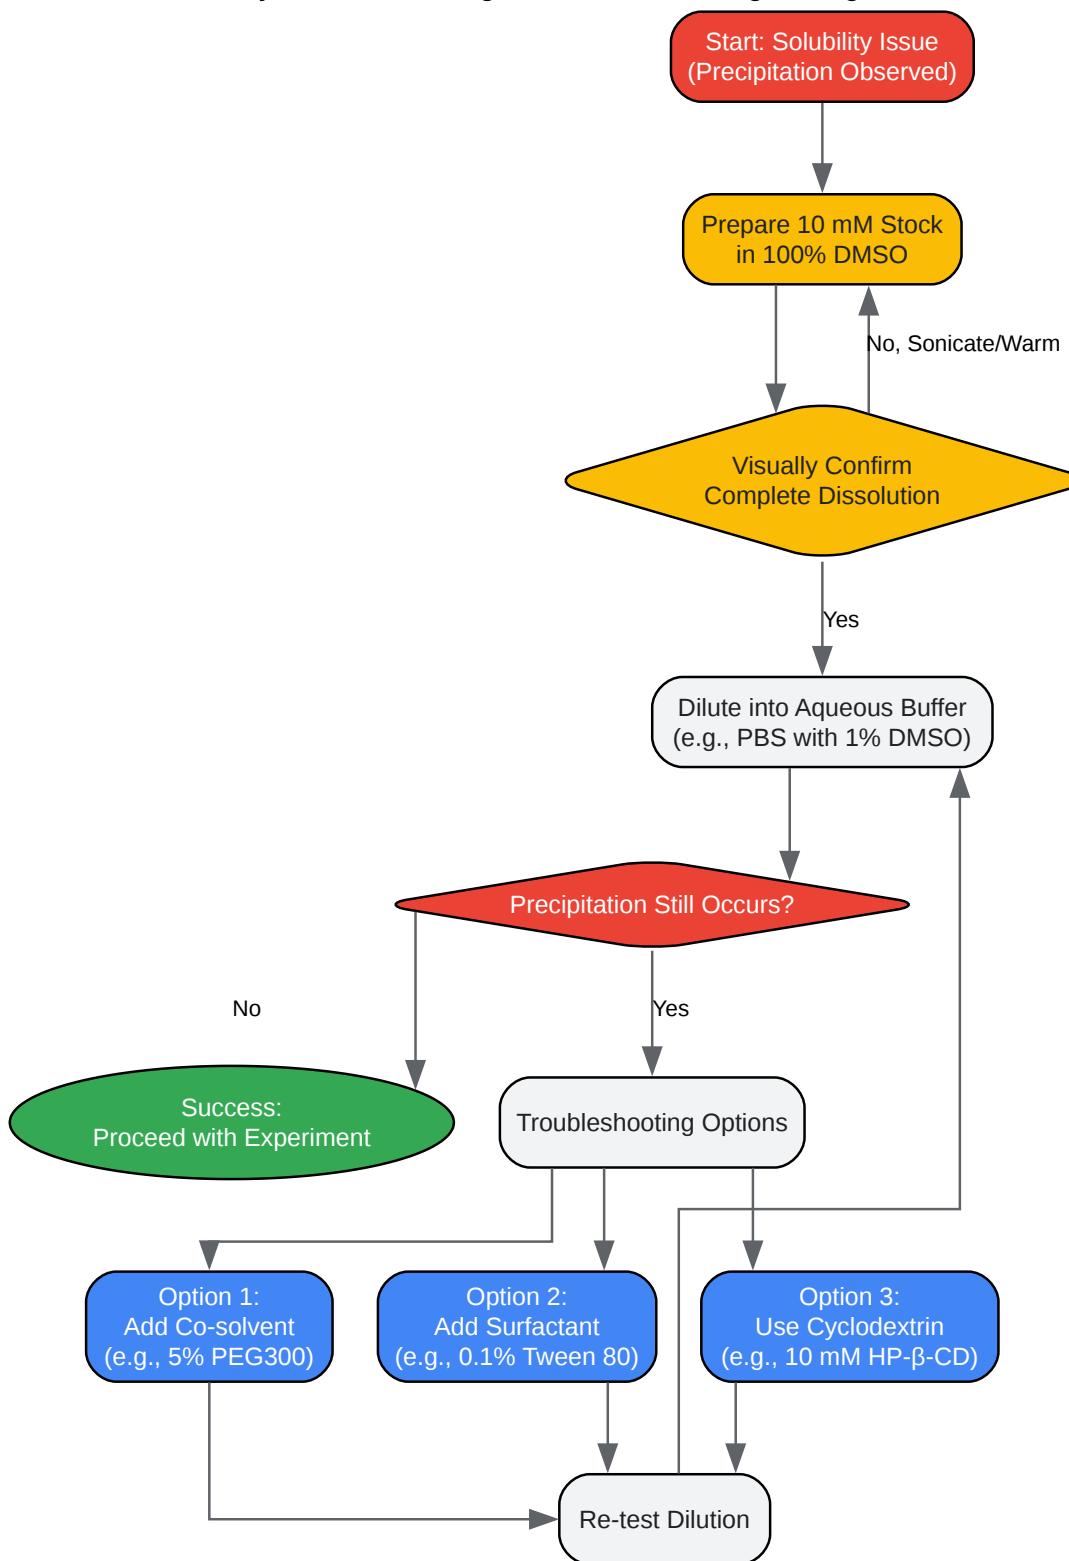 Start: Solubility Issue
(Precipitation Observed)
Prepare 10 mM Stock
in 100% DMSO
No, Sonicate/Warm
Visually Confirm
Complete Dissolution
Yes
Dilute into Aqueous Buffer
(e.g., PBS with 1% DMSO)
Precipitation Still Occurs?
No
Yes
Success:
Proceed with Experiment
Troubleshooting Options
Option 1:
Add Co-solvent
(e.g., 5% PEG300)
Option 2:
Add Surfactant
(e.g., 0.1% Tween 80)
Option 3:
Use Cyclodextrin
(e.g., 10 mM HP-β-CD)
Re-test Dilution